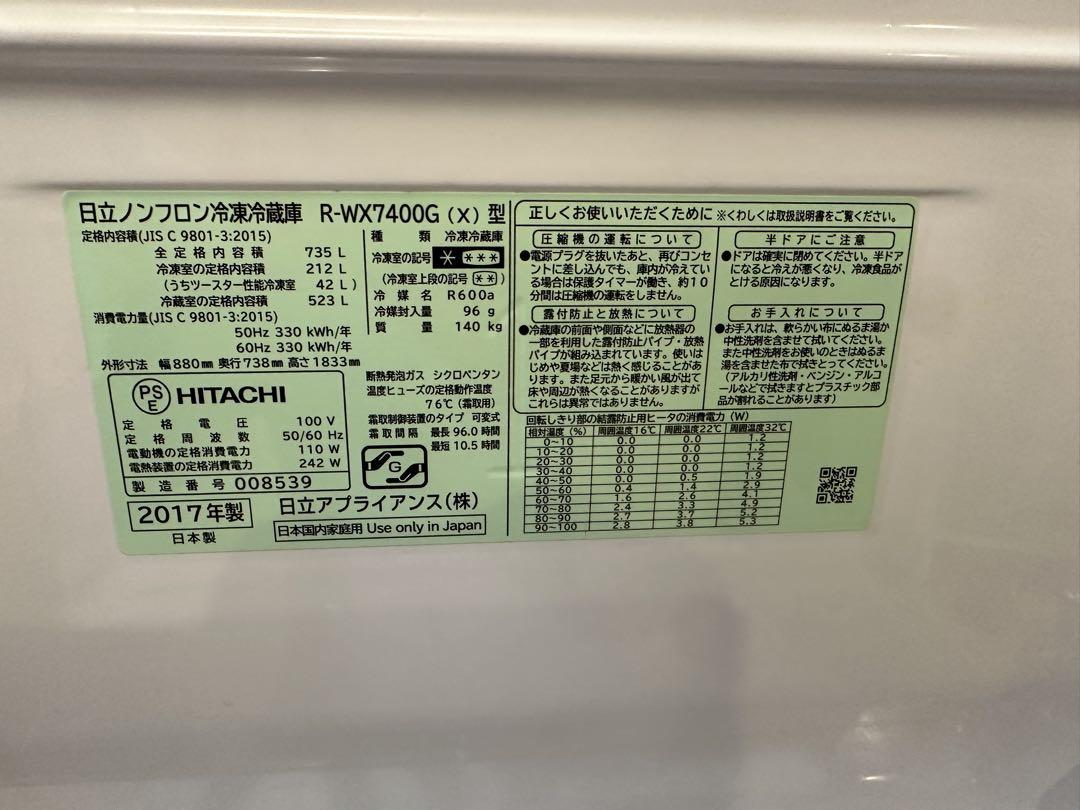 日立ノンフロン冷凍冷蔵庫 R-WX7400G(X)型
定格内容積(JIS C 9801-3:2015)
全定格内容積 735 L
冷凍室の定格内容積 212 L
(うちツースター性能冷凍室 42 L)
冷蔵室の定格内容積 523 L
消費電力量(JIS C 9801-3:2015)
50Hz 330 kWh/年
60Hz 330 kWh/年
外形寸法 幅880mm 奥行738mm 高さ1833mm
種類 冷凍冷蔵庫
冷凍室の記号 * ***
(冷凍室上段の記号 **)
冷媒名 R600a
冷媒封入量 96 g
質量 140 kg
PS
E
HITACHI
定格電圧 100 V
定格周波数 50/60 Hz
電動機の定格消費電力 110 W
電熱装置の定格消費電力 242 W
製造番号 008539
断熱発泡ガス シクロペンタン
温度ヒューズの定格動作温度
76℃(霜取用)
霜取制御装置のタイプ 可変式
霜取間隔 最長 96.0 時間
最短 10.5 時間
G
2017年製
日本製
日立アプライアンス(株)
日本国内家庭用 Use only in Japan
正しくお使いいただくために ※くわしくは取扱説明書をご覧ください。
圧縮機の運転について
●電源プラグを抜いたあと、再びコンセ
ントに差し込んでも、庫内が冷えてい
る場合は保護タイマーが働き、約10
分間は圧縮機の運転をしません。
露付防止と放熱について
●冷蔵庫の前面や側面などに放熱器の
一部を利用した露付防止パイプ・放熱
パイプが組み込まれています。使いは
じめや夏場などは熱く感じることがあり
ます。また足元から暖かい風が出て
床や周辺が熱くなることがありますが
これらは異常ではありません。
半ドアにご注意
●ドアは確実に閉めてください。半ドア
になると冷えが悪くなり、冷凍食品が
とける原因になります。
お手入れについて
●お手入れは、軟らかい布にぬるま湯か
中性洗剤を含ませて拭いてください。
また中性洗剤をお使いのときはぬるま
湯を含ませた布で拭きとってください。
(アルカリ性洗剤・ベンジン・アルコ
ールなどで拭きますとプラスチック部
品が割れることがあります)
回転しきり部の結露防止用ヒータの消費電力(W)
相対湿度(%) 周囲温度16℃ 周囲温度22℃ 周囲温度32℃
0~10 0.0 0.0 1.2
10~20 0.0 0.0 1.2
20~30 0.0 0.0 1.2
30~40 0.0 0.0 1.2
40~50 0.0 0.5 1.9
50~60 0.4 1.4 2.9
60~70 1.6 2.6 4.1
70~80 2.4 3.3 4.9
80~90 2.7 3.7 5.2
90~100 2.8 3.8 5.3